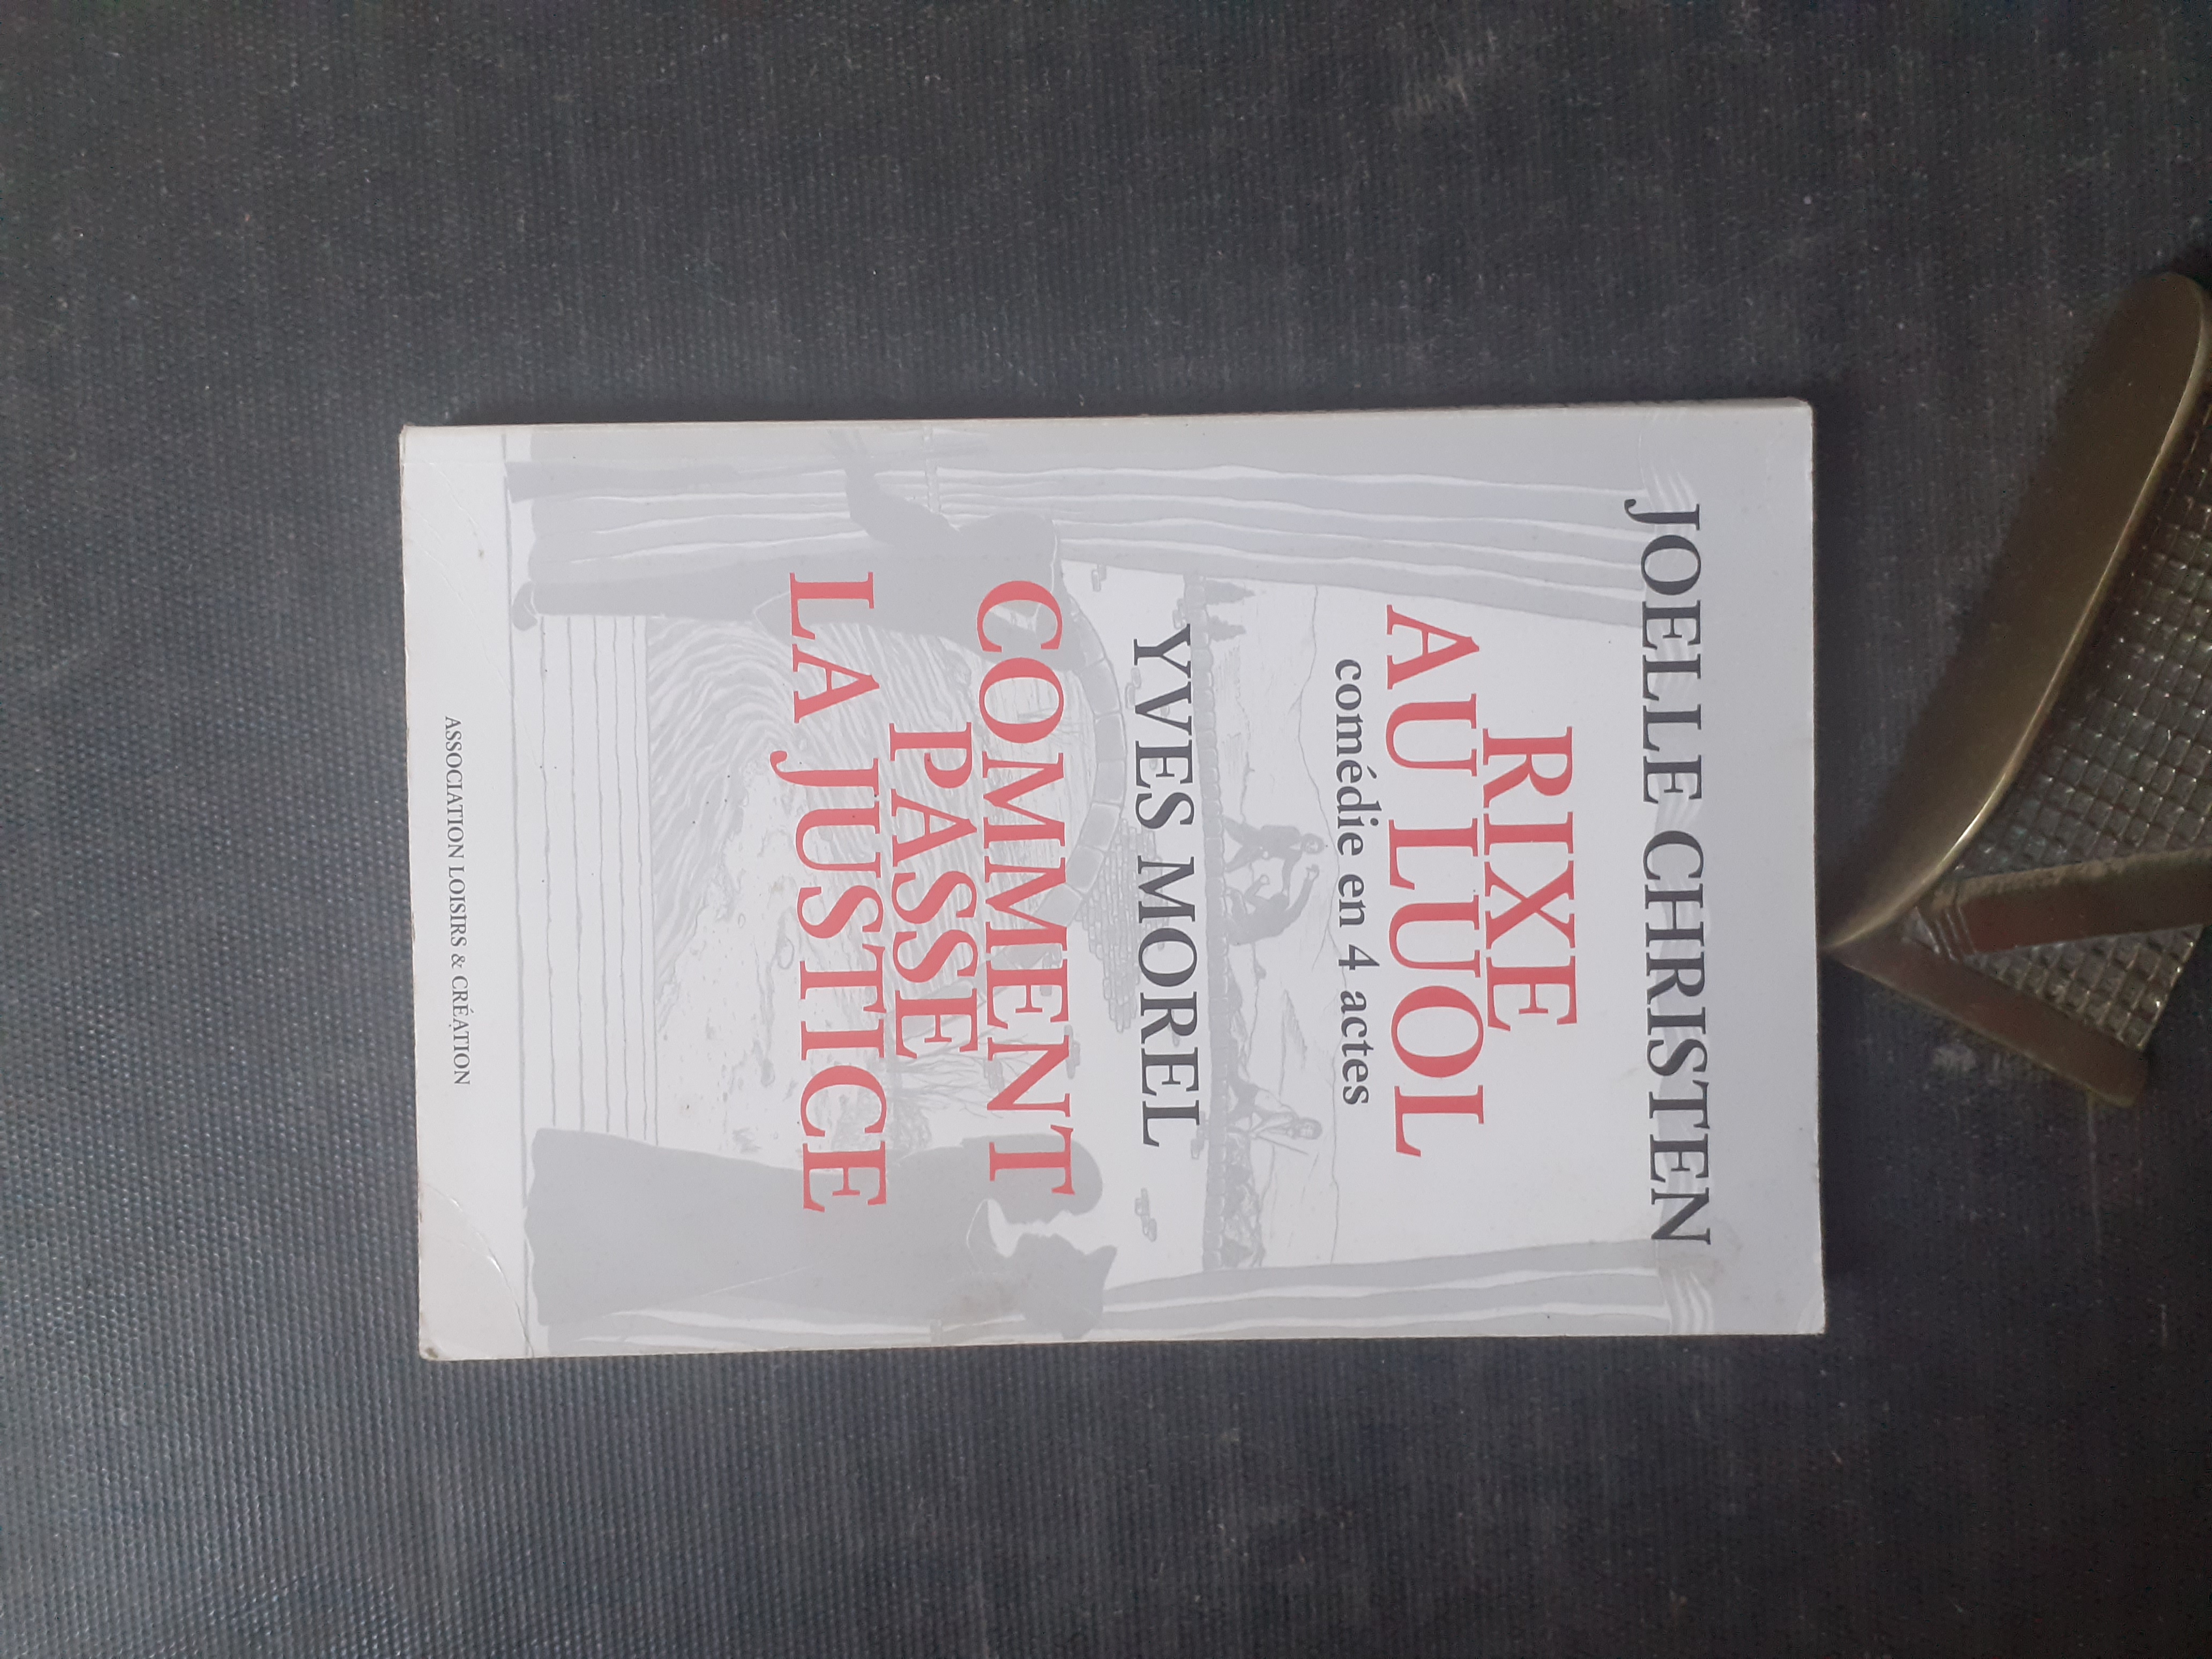 JOELLE CHRISTEN
RIXE
AU LUOL
comédie en 4 actes
YVES MOREL
COMMENT
PASSE
LA JUSTICE
ASSOCIATION LOISIRS & CRÉATION